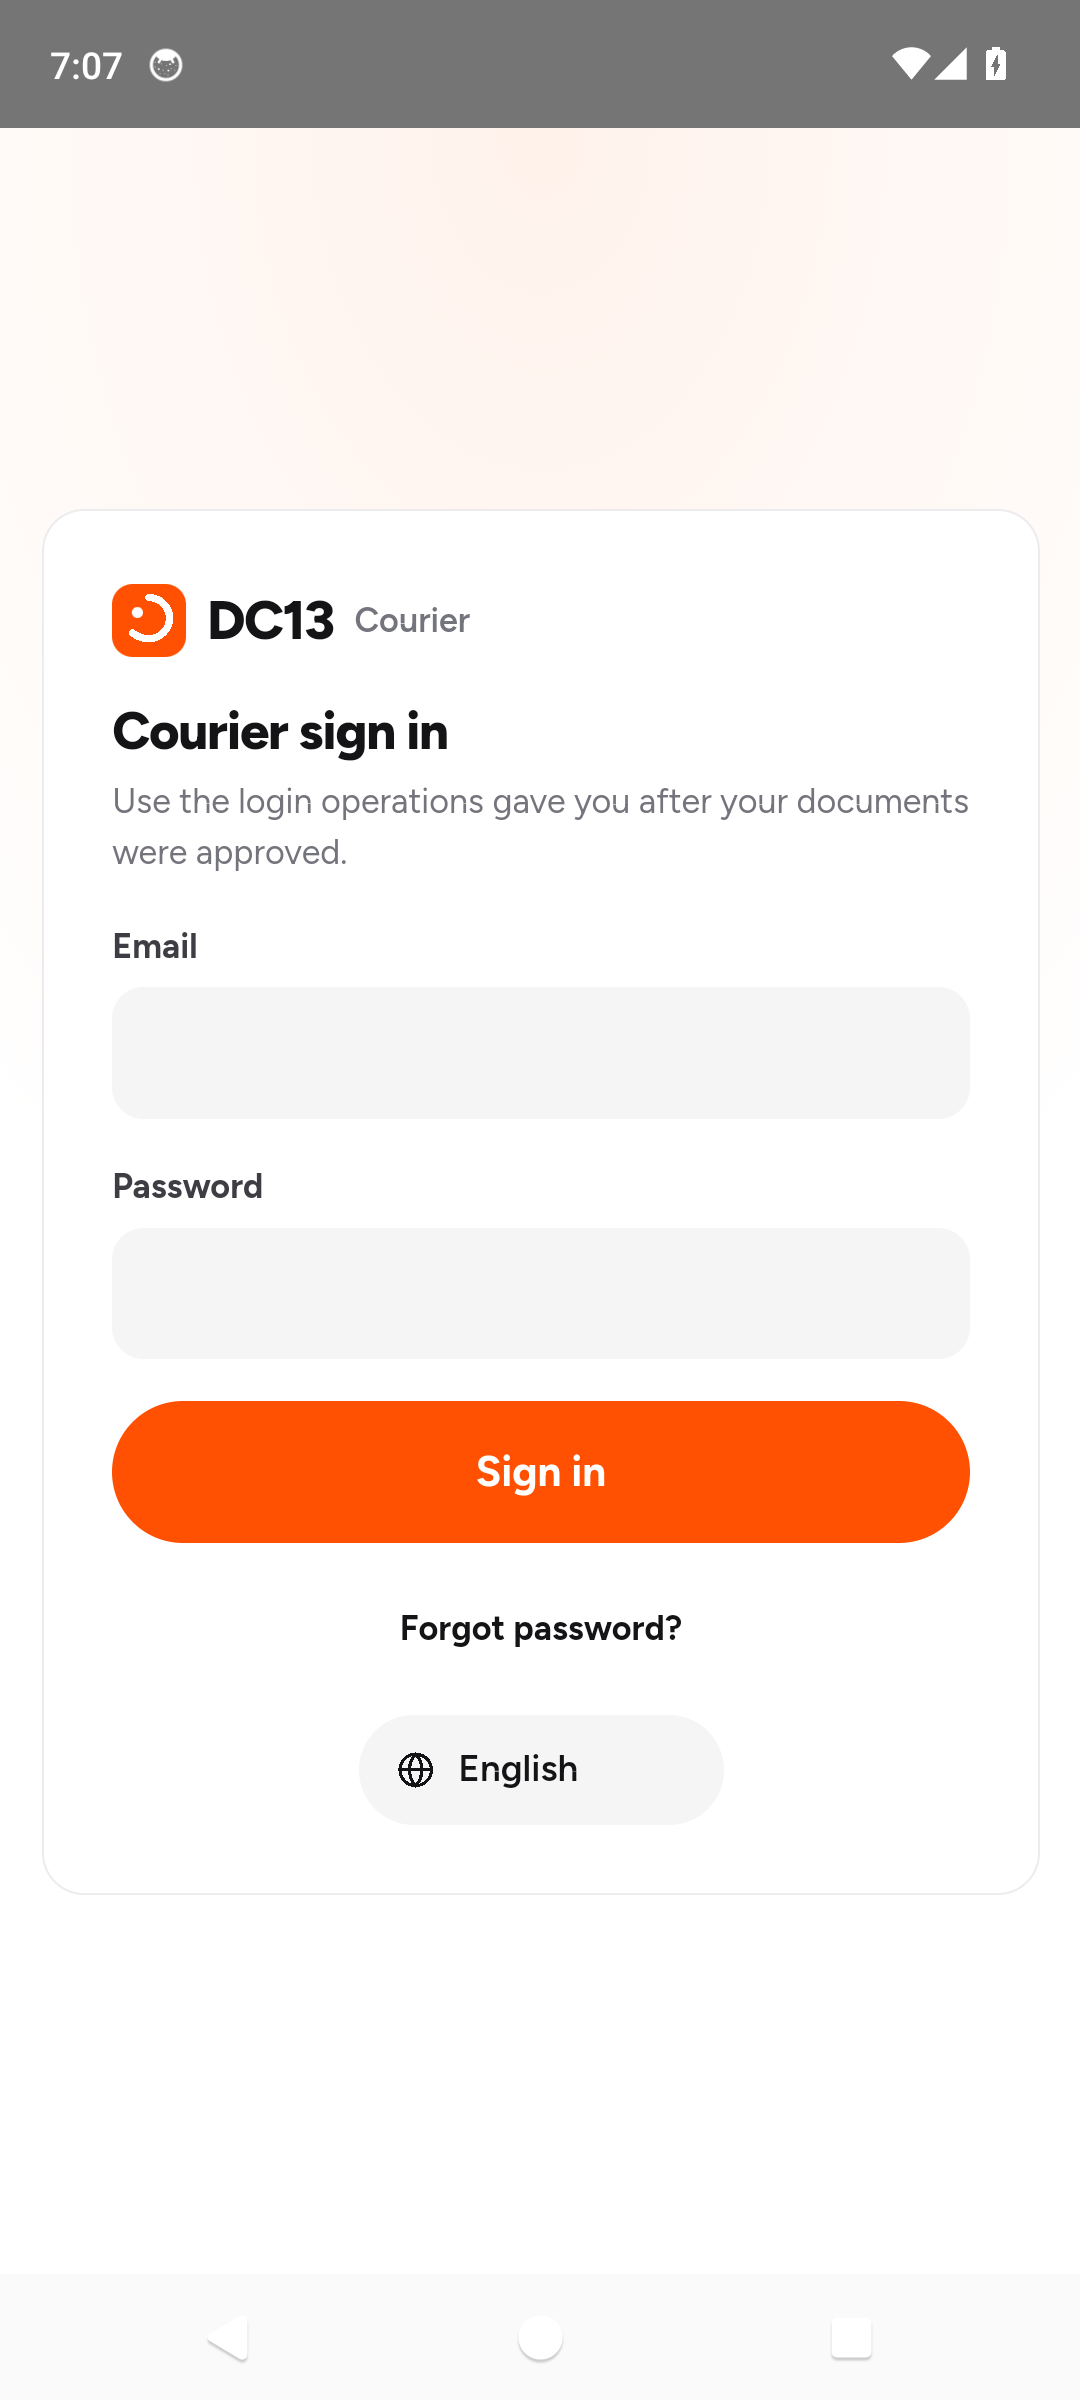 7:07
DC13 Courier
Courier sign in
Use the login operations gave you after your documents
were approved.
Email
Password
Sign in
Forgot password?
English